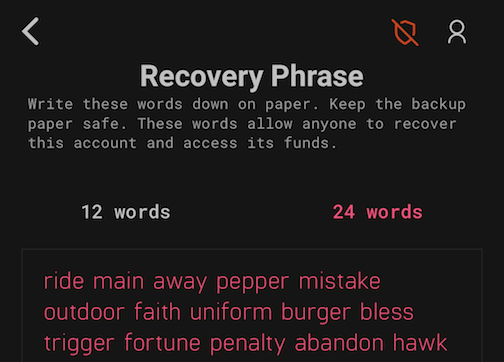 Recovery Phrase
Write these words down on paper. Keep the backup
paper safe. These words allow anyone to recover
this account and access its funds.
12 words
24 words
ride main away pepper mistake
outdoor faith uniform burger bless
trigger fortune penalty abandon hawk